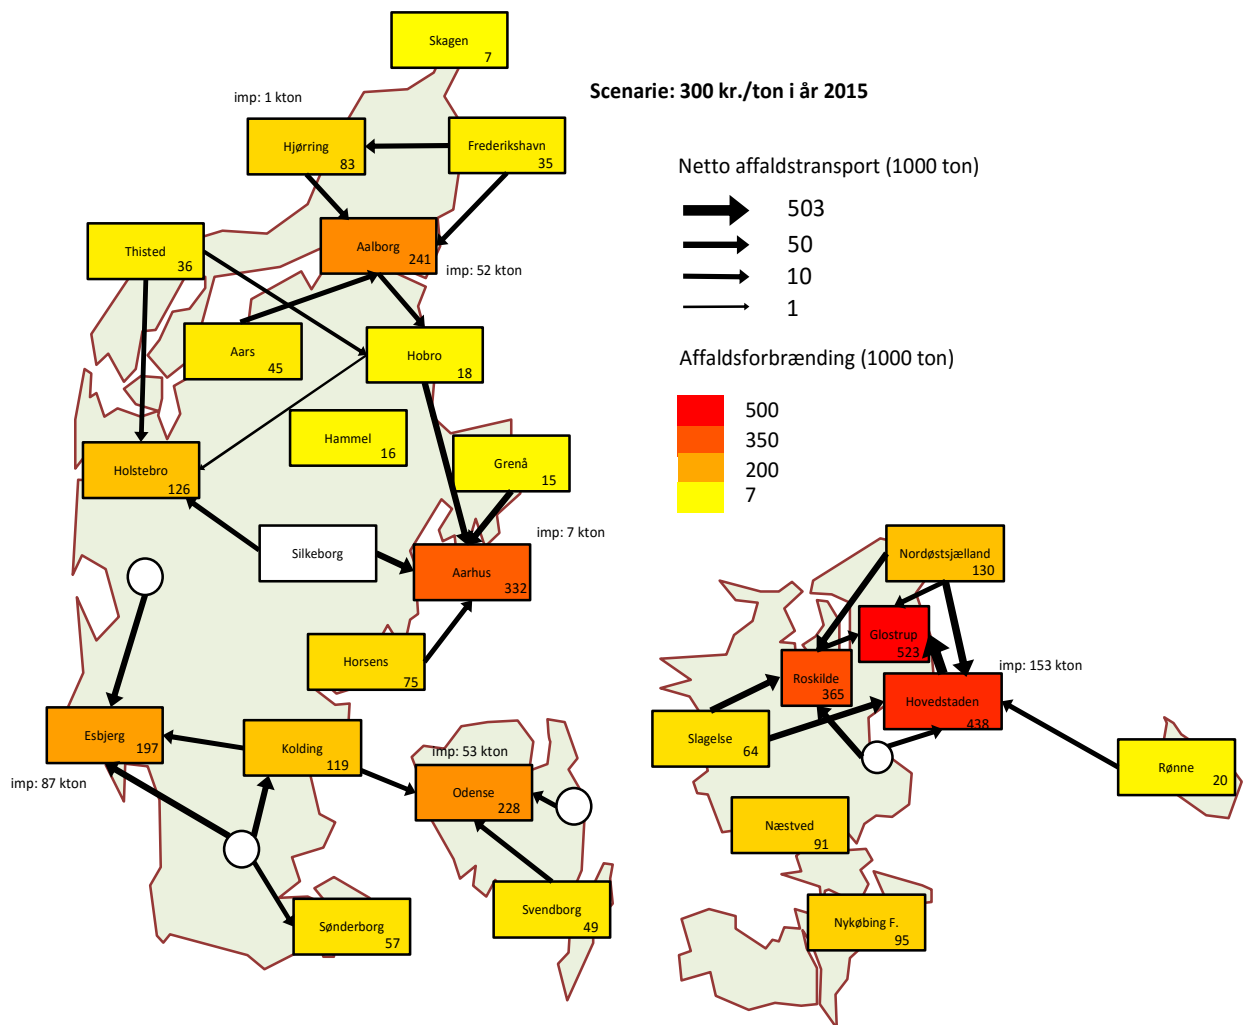 Skagen
7
Scenarie: 300 kr./ton i år 2015
imp: 1 kton
Hjørring
83
Frederikshavn
35
Netto affaldstransport (1000 ton)
503
50
10
1
Thisted
36
Aalborg
241
imp: 52 kton
Aars
45
Hobro
18
Affaldsforbrænding (1000 ton)
500
350
200
7
Hammel
16
Holstebro
126
Grenå
15
imp: 7 kton
Silkeborg
Aarhus
332
Nordøstsjælland
130
Glostrup
523
Horsens
75
Roskilde
365
imp: 153 kton
Hovedstaden
438
Esbjerg
197
imp: 87 kton
Kolding
119
imp: 53 kton
Odense
228
Slagelse
64
Rønne
20
Næstved
91
Sønderborg
57
Svendborg
49
Nykøbing F.
95